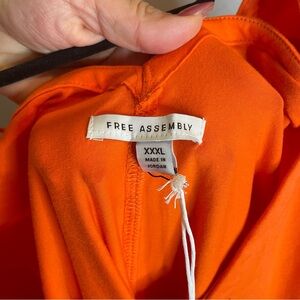 FREE ASSEMBLY
XXXL
MADE IN
JORDAN